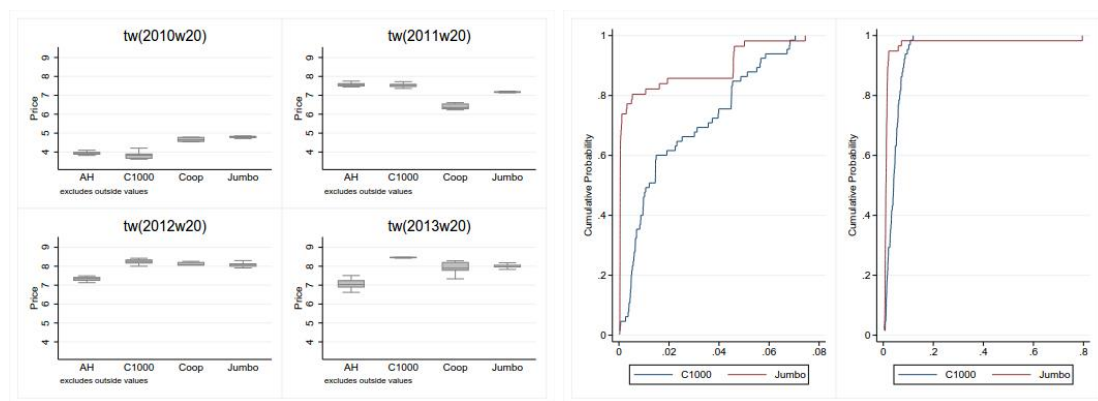 tw(2010w20)
Price
9
8
7
6
5
4
AH C1000 Coop Jumbo
excludes outside values
tw(2011w20)
Price
9
8
7
6
5
4
AH C1000 Coop Jumbo
excludes outside values
tw(2012w20)
Price
9
8
7
6
5
4
AH C1000 Coop Jumbo
excludes outside values
tw(2013w20)
Price
9
8
7
6
5
4
AH C1000 Coop Jumbo
excludes outside values
Cumulative Probability
1
.8
.6
.4
.2
0
0 .02 .04 .06 .08
C1000 Jumbo
Cumulative Probability
1
.8
.6
.4
.2
0
0 .2 .4 .6 .8
C1000 Jumbo